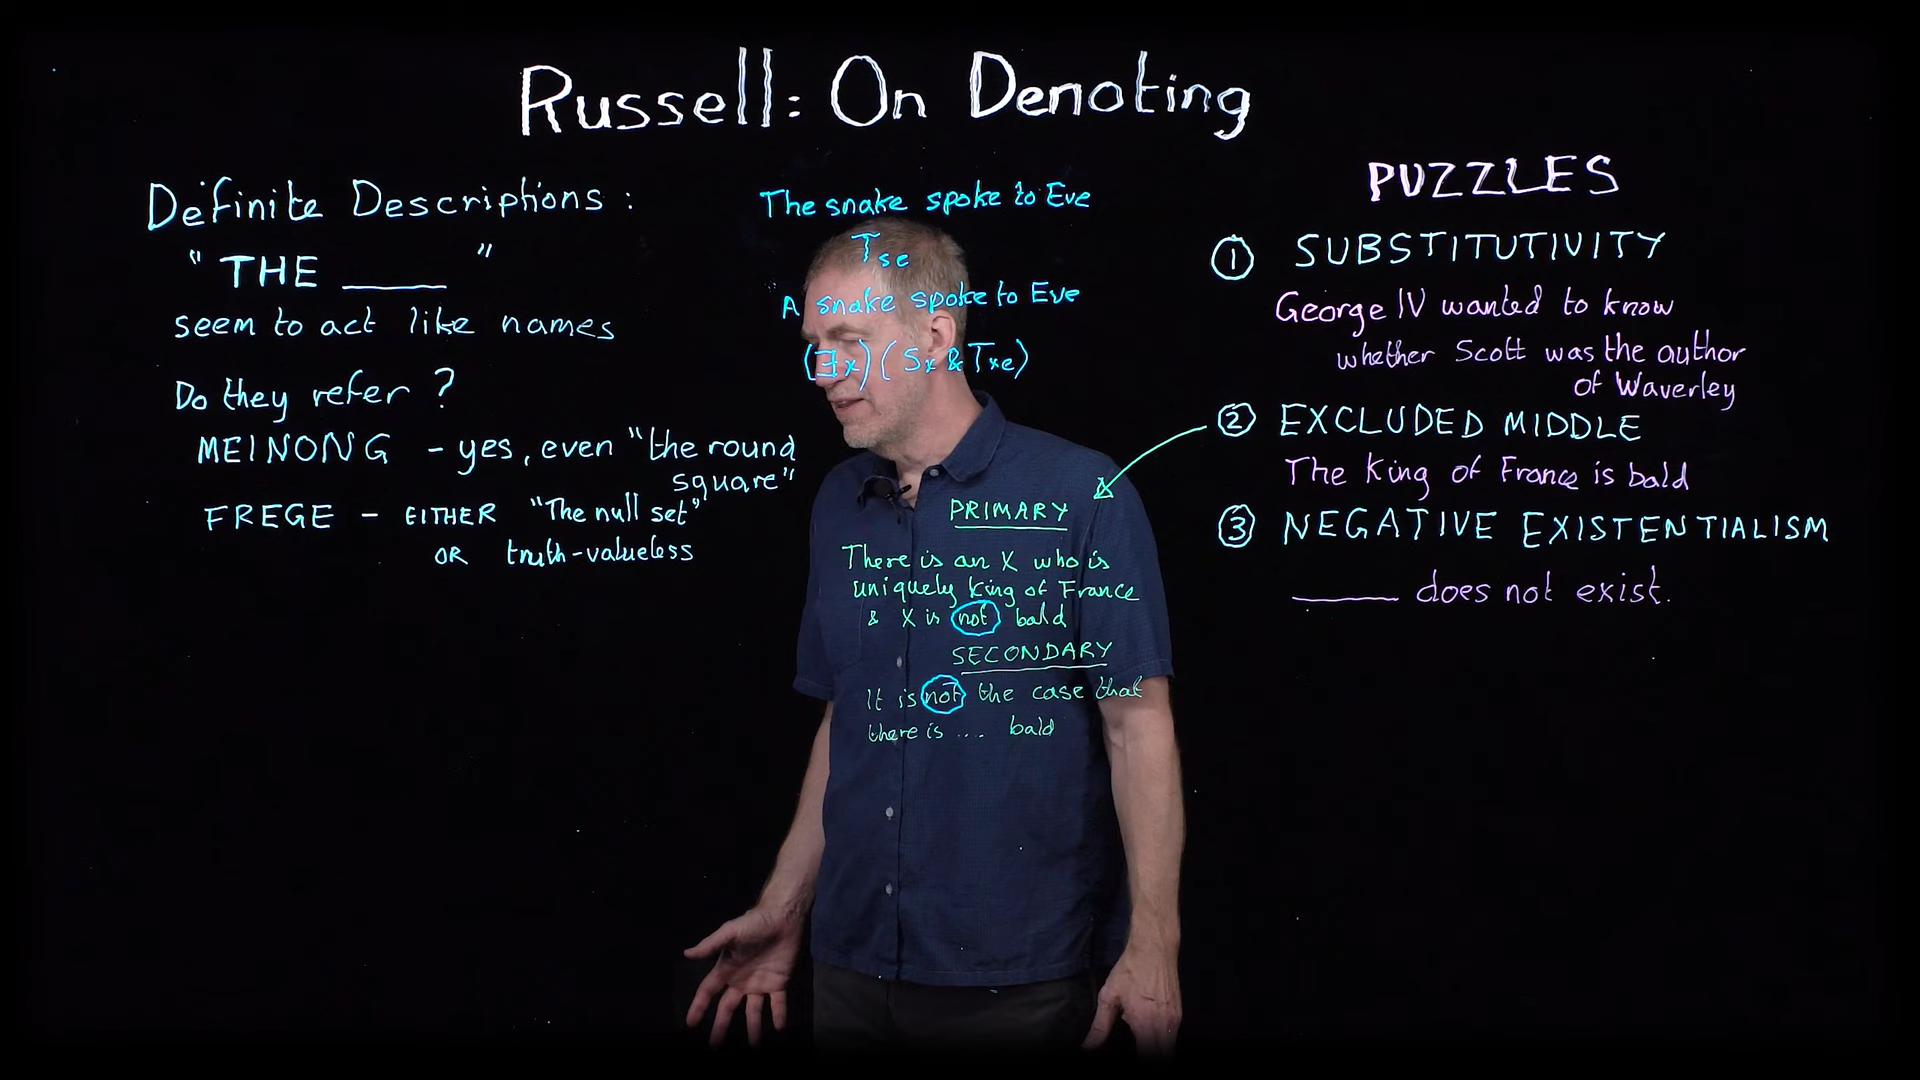 Russell: On Denoting
Definite Descriptions:
"THE ____"
seem to act like names
Do they refer?
MEINONG - yes, even "the round
square"
FREGE - EITHER "The null set"
OR truth-valueless
The snake spoke to Eve
Tse
A snake spoke to Eve
(∃x)(Sx & Txe)
PRIMARY
There is an X who is
uniquely King of France
& X is not bald
SECONDARY
It is not the case that
there is .... bald
PUZZLES
① SUBSTITUTIVITY
George IV wanted to know
whether Scott was the author
of Waverley
② EXCLUDED MIDDLE
The King of France is bald
③ NEGATIVE EXISTENTIALISM
____ does not exist.